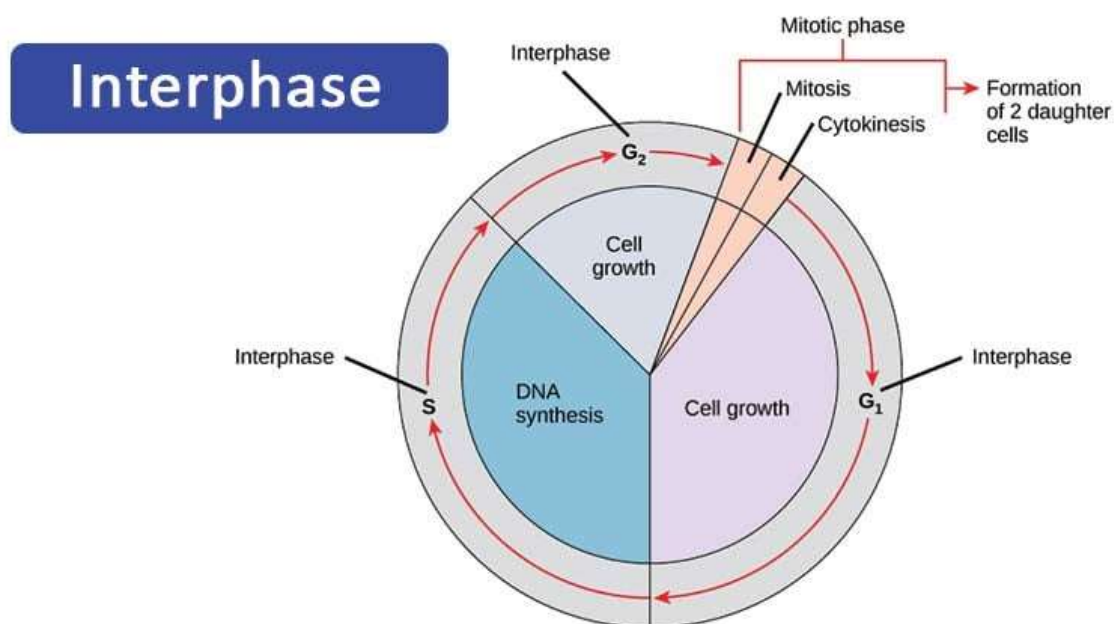 Interphase
Mitotic phase
Interphase
Mitosis
Formation
of 2 daughter
cells
Cytokinesis
G₂
Cell
growth
Interphase
Interphase
DNA
synthesis
S
Cell growth
G₁